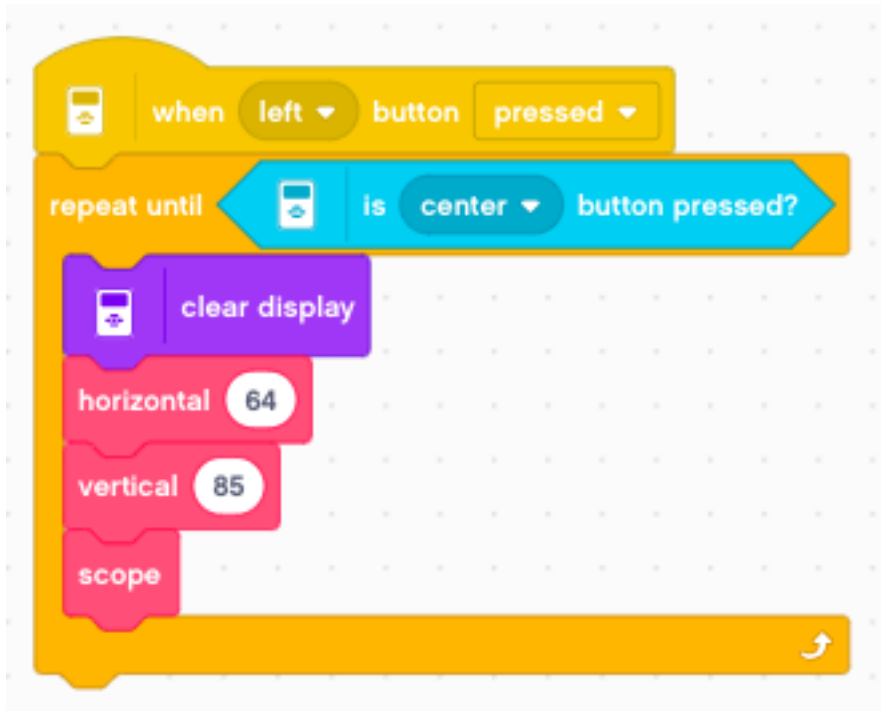 when left button pressed
repeat until is center button pressed?
clear display
horizontal 64
vertical 85
scope